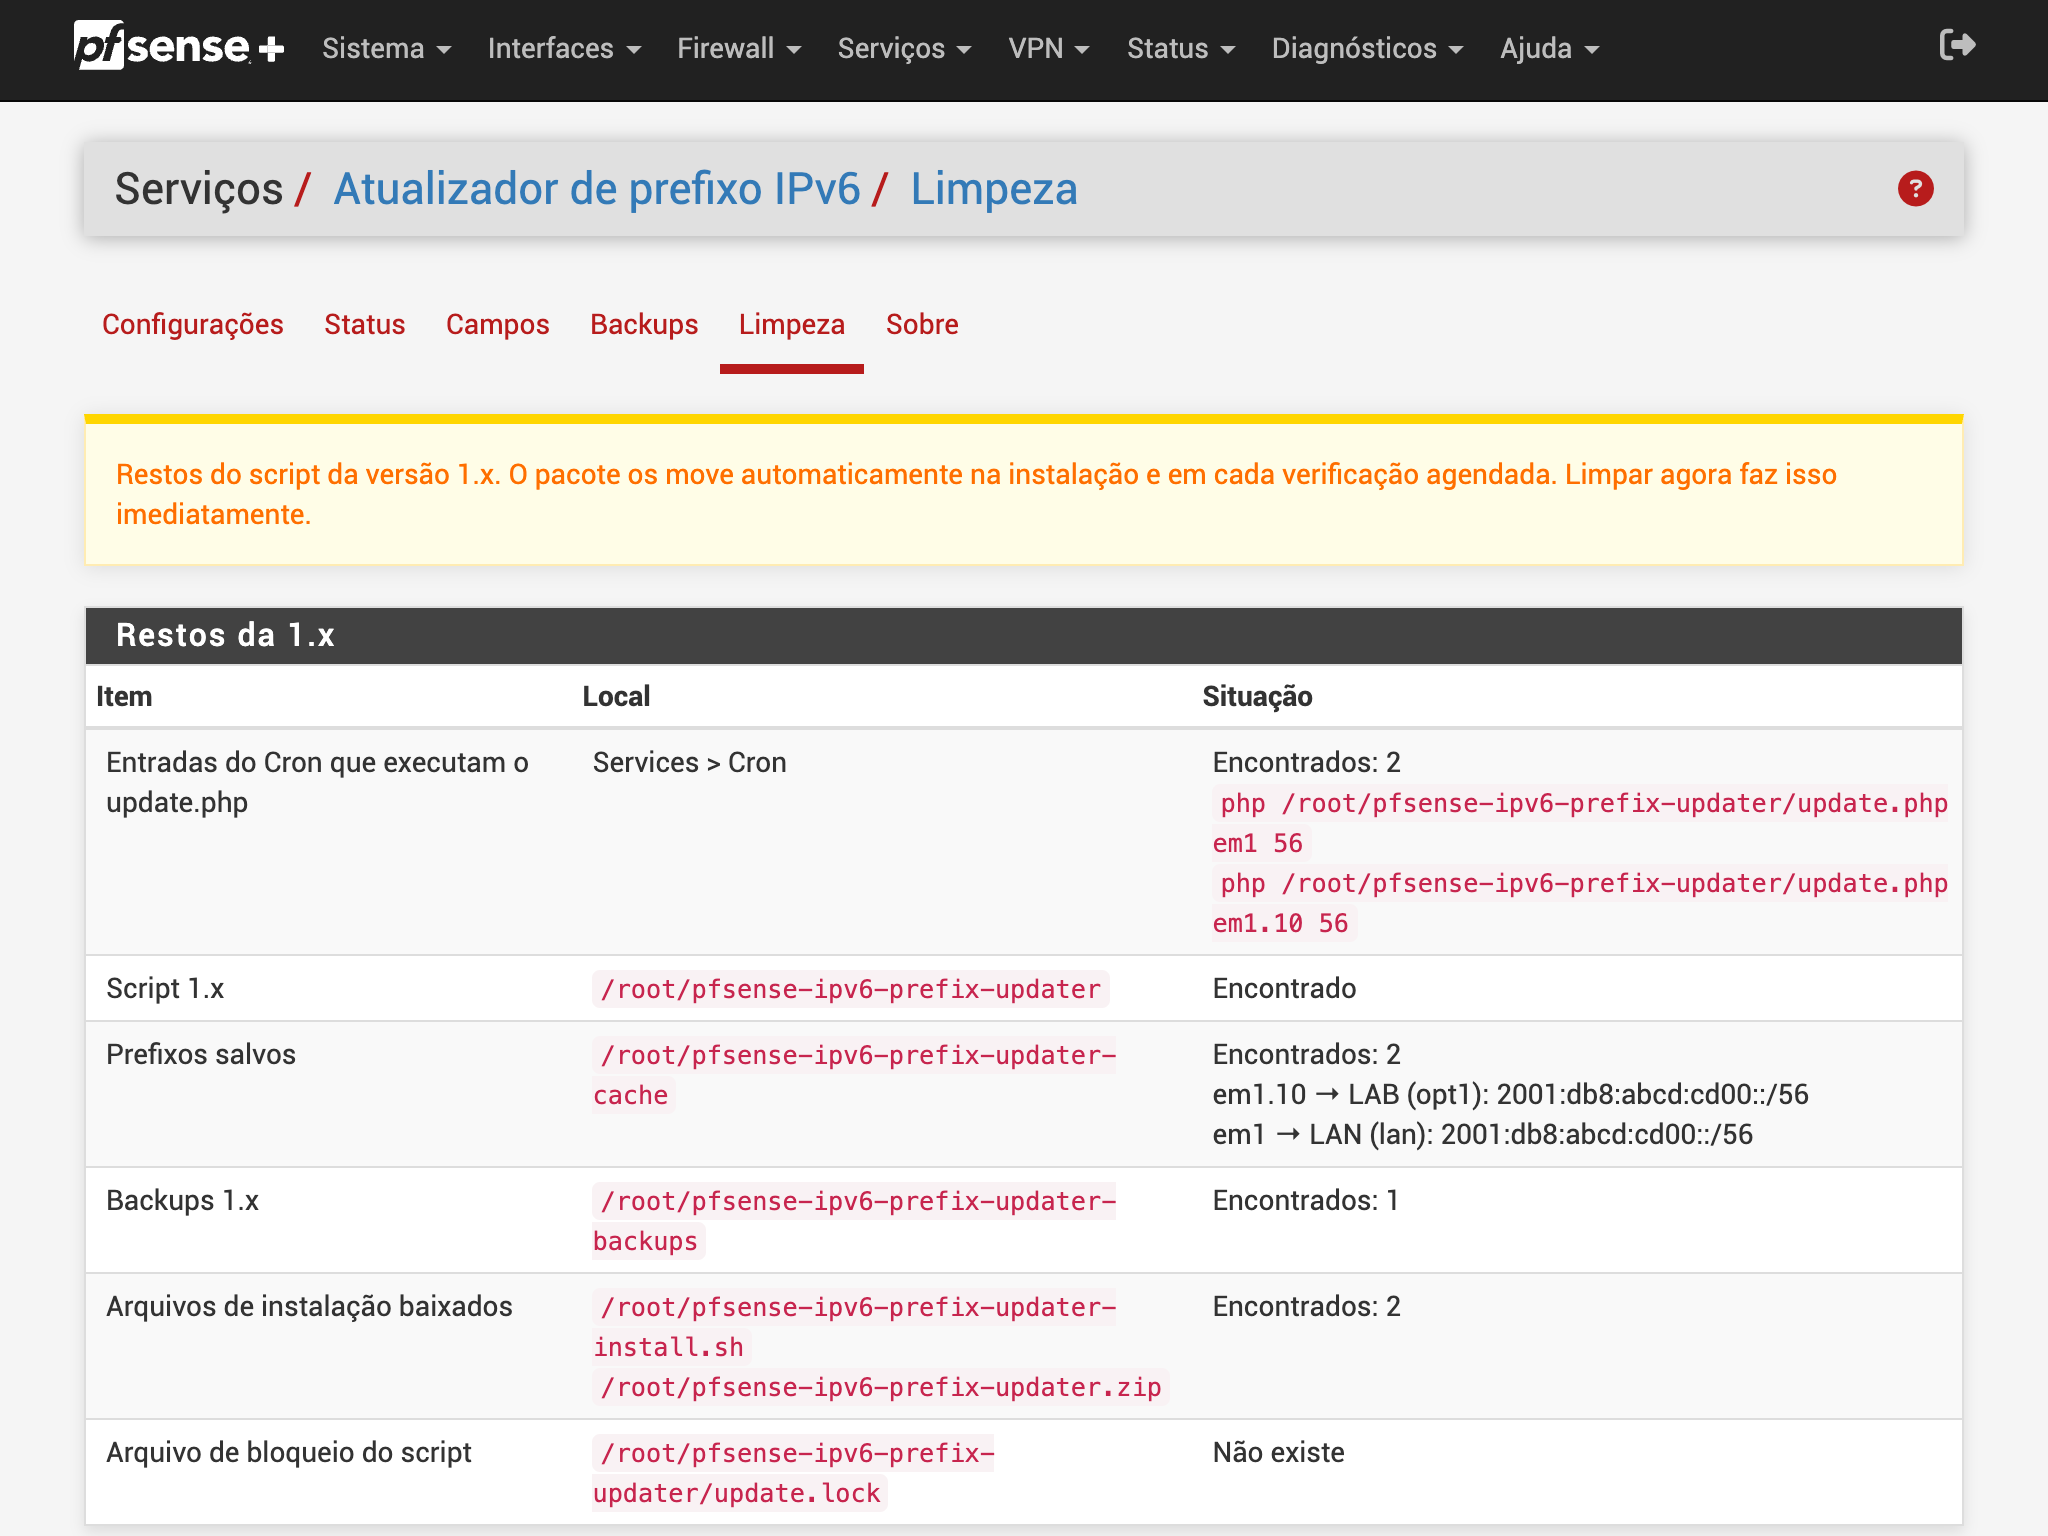 pfsense+ Sistema Interfaces Firewall Serviços VPN Status Diagnósticos Ajuda
Serviços / Atualizador de prefixo IPv6 / Limpeza ?
Configurações Status Campos Backups Limpeza Sobre
Restos do script da versão 1.x. O pacote os move automaticamente na instalação e em cada verificação agendada. Limpar agora faz isso
imediatamente.
Restos da 1.x
Item Local Situação
Entradas do Cron que executam o
update.php
Services > Cron
Encontrados: 2
php /root/pfsense-ipv6-prefix-updater/update.php
em1 56
php /root/pfsense-ipv6-prefix-updater/update.php
em1.10 56
Script 1.x
/root/pfsense-ipv6-prefix-updater
Encontrado
Prefixos salvos
/root/pfsense-ipv6-prefix-updater-
cache
Encontrados: 2
em1.10 → LAB (opt1): 2001:db8:abcd:cd00::/56
em1 → LAN (lan): 2001:db8:abcd:cd00::/56
Backups 1.x
/root/pfsense-ipv6-prefix-updater-
backups
Encontrados: 1
Arquivos de instalação baixados
/root/pfsense-ipv6-prefix-updater-
install.sh
/root/pfsense-ipv6-prefix-updater.zip
Encontrados: 2
Arquivo de bloqueio do script
/root/pfsense-ipv6-prefix-
updater/update.lock
Não existe